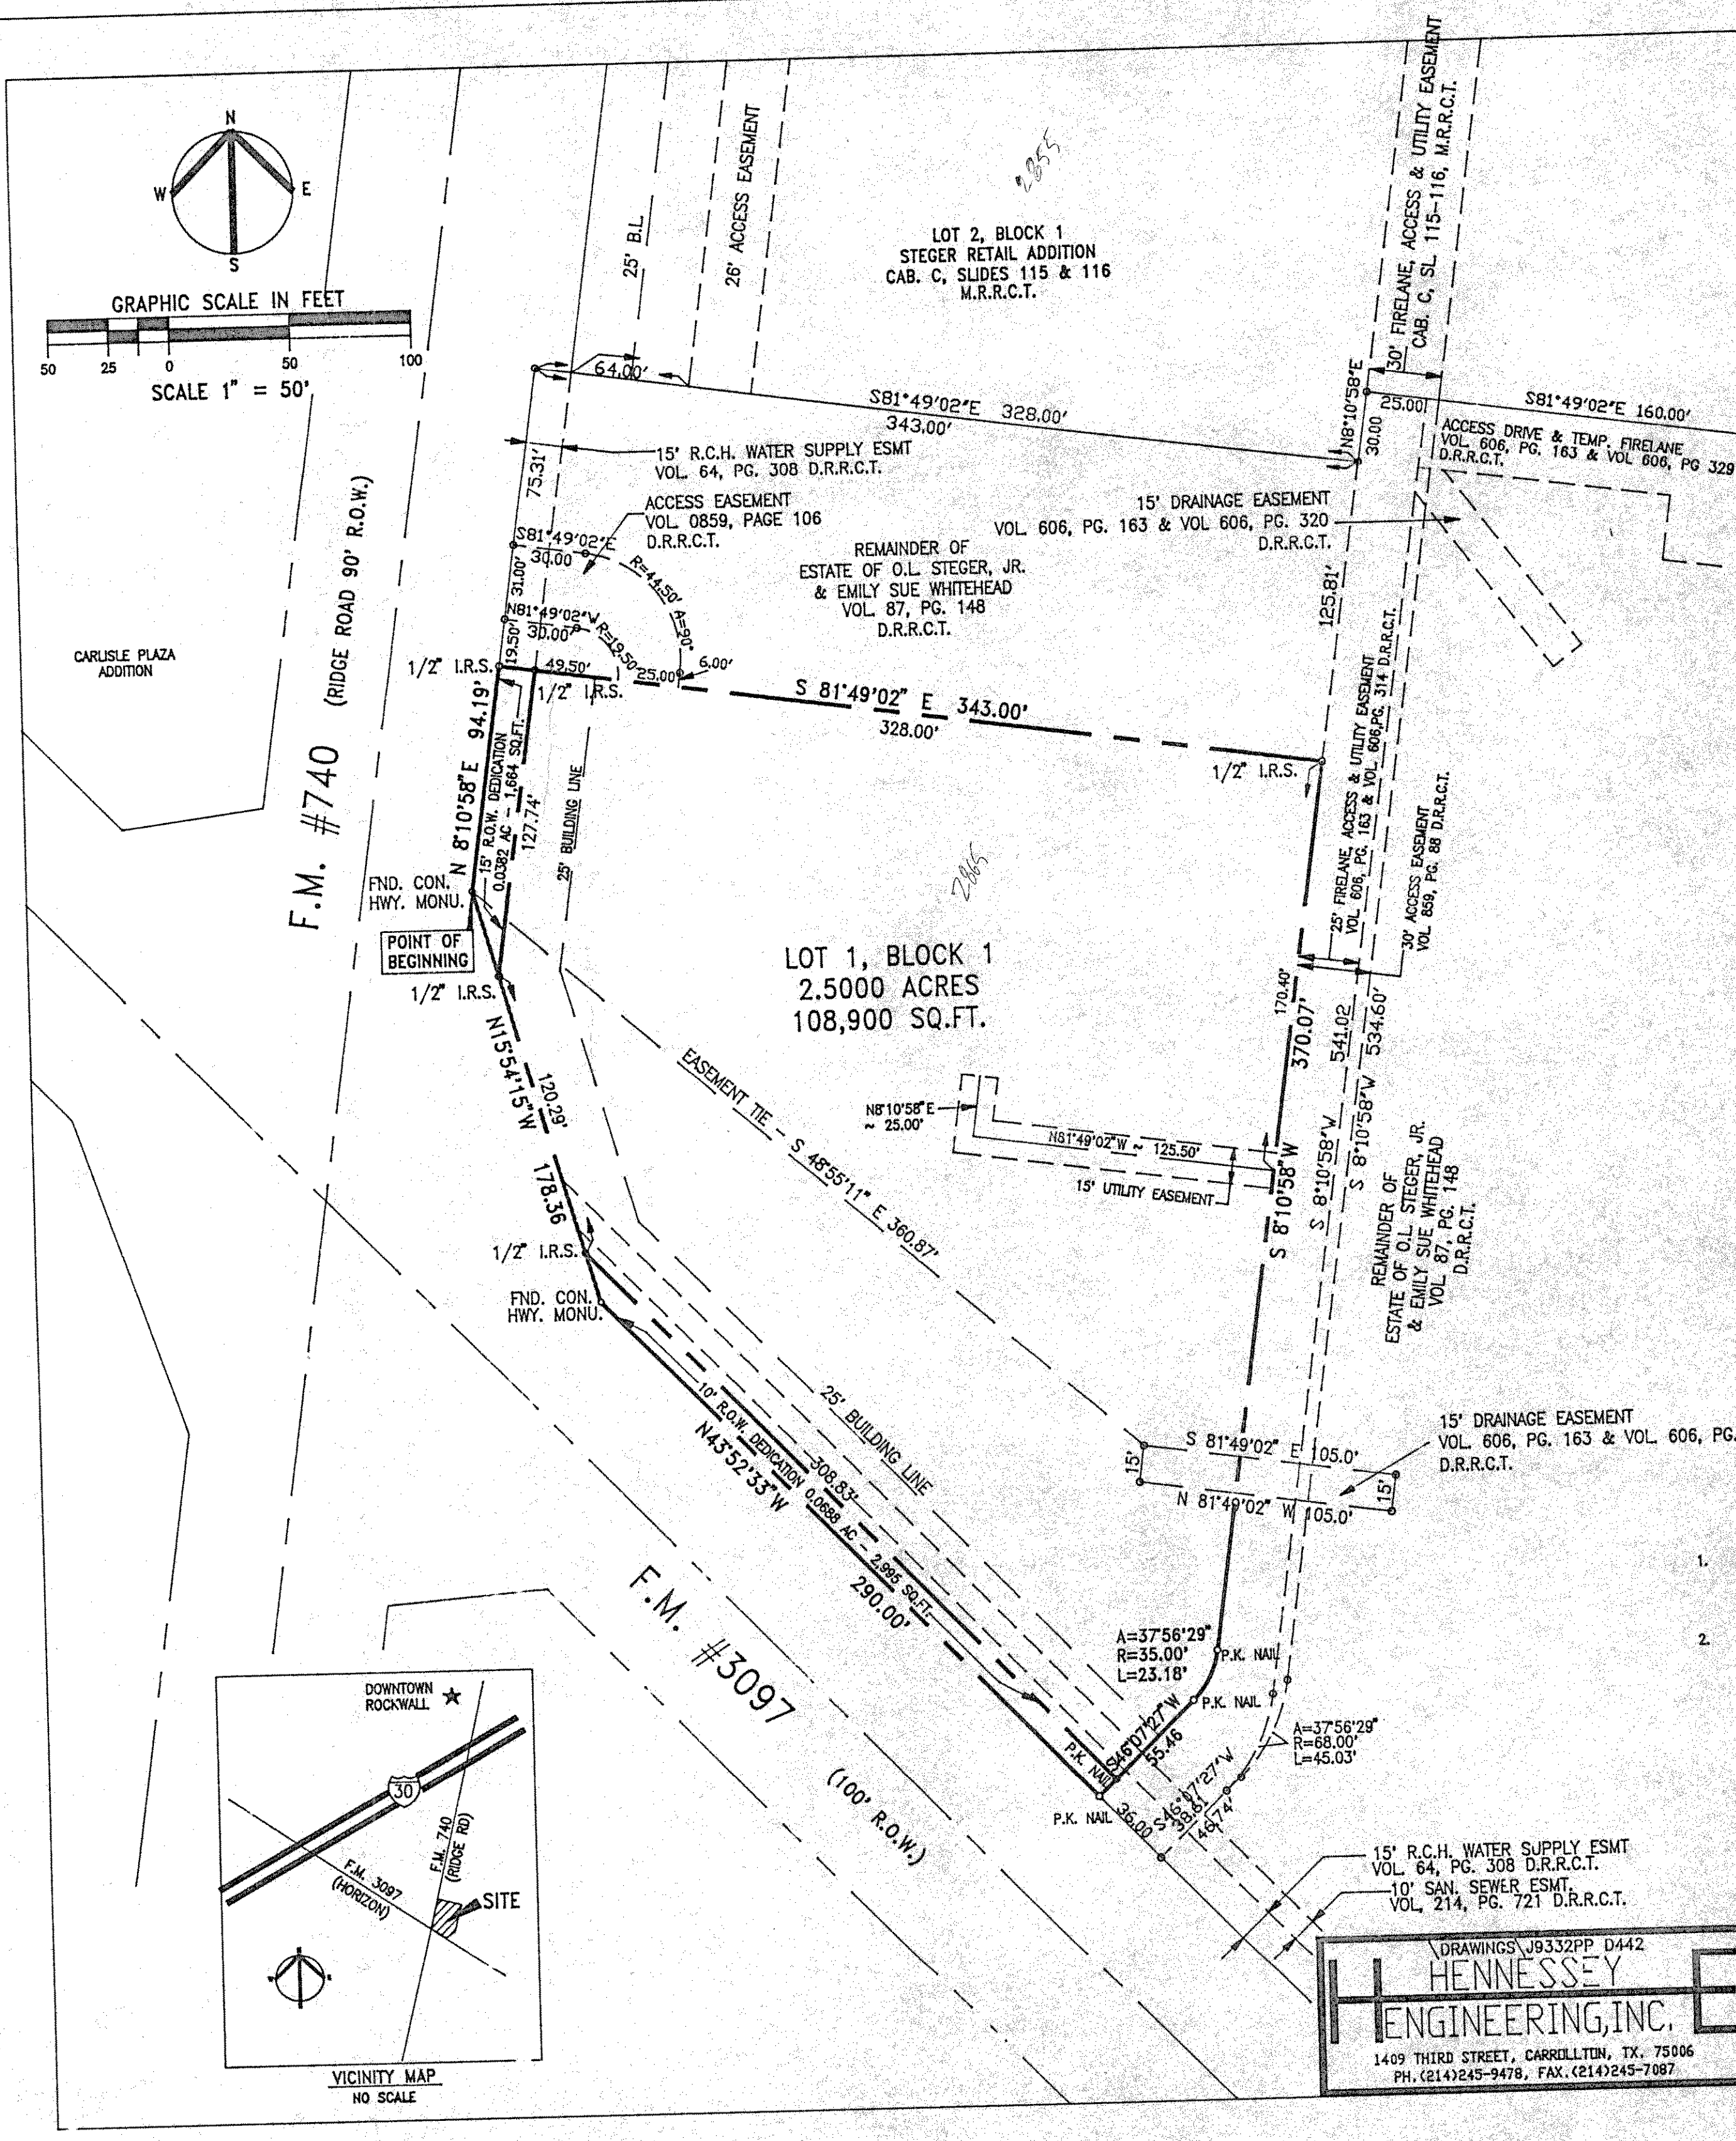 N
W
E
S
GRAPHIC SCALE IN FEET
50 25 0 50 100
SCALE 1" = 50'
25' B.L.
26' ACCESS EASEMENT
2855
LOT 2, BLOCK 1
STEGER RETAIL ADDITION
CAB. C, SLIDES 115 & 116
M.R.R.C.T.
30' FIRELANE, ACCESS & UTILITY EASEMENT
CAB. C, SL 115-116, M.R.R.C.T.
64.00'
S81°49'02"E 328.00'
343.00'
N8°10'58"E
30.00
25.00'
S81°49'02"E 160.00'
ACCESS DRIVE & TEMP. FIRELANE
VOL 606, PG. 163 & VOL 606, PG 329
D.R.R.C.T.
75.31'
15' R.C.H. WATER SUPPLY ESMT
VOL. 64, PG. 308 D.R.R.C.T.
ACCESS EASEMENT
VOL 0859, PAGE 106
D.R.R.C.T.
15' DRAINAGE EASEMENT
VOL 606, PG. 163 & VOL 606, PG. 320
D.R.R.C.T.
S81°49'02"E
30.00
R=44.50' A=90°
31.00'
N81°49'02"W
30.00'
R=19.50'
19.50'
REMAINDER OF
ESTATE OF O.L. STEGER, JR.
& EMILY SUE WHITEHEAD
VOL. 87, PG. 148
D.R.R.C.T.
125.81'
CARLISLE PLAZA
ADDITION
F.M. #740 (RIDGE ROAD 90' R.O.W.)
1/2" I.R.S.
49.50'
25.00'
6.00'
1/2" I.R.S.
S 81°49'02" E 343.00'
328.00'
1/2" I.R.S.
N 8°10'58"E 94.19'
15' R.O.W. DEDICATION
0.0382 AC - 1,664 SQ.FT.
127.74'
25' BUILDING LINE
25' FIRELANE, ACCESS & UTILITY EASEMENT
VOL 606, PG. 163 & VOL 606,PG. 314 D.R.R.C.T.
30' ACCESS EASEMENT
VOL 859, PG. 88 D.R.R.C.T.
FND. CON.
HWY. MONU.
POINT OF
BEGINNING
1/2" I.R.S.
2865
LOT 1, BLOCK 1
2.5000 ACRES
108,900 SQ.FT.
170.40'
370.07'
S 8°10'58"W
S 8°10'58"W 541.02
S 8°10'58"W 534.60'
N15°54'15"W
120.29'
178.36
EASEMENT TIE - S 48°55'11" E 360.87'
N8°10'58"E
~ 25.00'
N81°49'02"W ~ 125.50'
15' UTILITY EASEMENT
REMAINDER OF
ESTATE OF O.L. STEGER, JR.
& EMILY SUE WHITEHEAD
VOL 87, PG. 148
D.R.R.C.T.
1/2" I.R.S.
FND. CON.
HWY. MONU.
25' BUILDING LINE
10' R.O.W. DEDICATION 0.0688 AC - 2,995 SQ.FT.
308.83'
N43°52'33"W
290.00'
S 81°49'02" E 105.0'
15'
15'
N 81°49'02" W 105.0'
15' DRAINAGE EASEMENT
VOL. 606, PG. 163 & VOL. 606, PG.
D.R.R.C.T.
1.
2.
F.M. #3097
(100' R.O.W.)
A=37°56'29"
R=35.00'
L=23.18'
P.K. NAIL
P.K. NAIL
S46°07'27"W
55.46
P.K. NAIL
P.K. NAIL
36.00
S46°07'27"W
38.61
46.74'
A=37°56'29"
R=68.00'
L=45.03'
15' R.C.H. WATER SUPPLY ESMT
VOL. 64, PG. 308 D.R.R.C.T.
10' SAN. SEWER ESMT.
VOL, 214, PG. 721 D.R.R.C.T.
DOWNTOWN
ROCKWALL
30
F.M. 740
(RIDGE RD)
F.M. 3097
(HORIZON)
SITE
VICINITY MAP
NO SCALE
\DRAWINGS\J9332PP D442
HENNESSEY
ENGINEERING,INC.
H E
1409 THIRD STREET, CARROLLTON, TX. 75006
PH.(214)245-9478, FAX.(214)245-7087